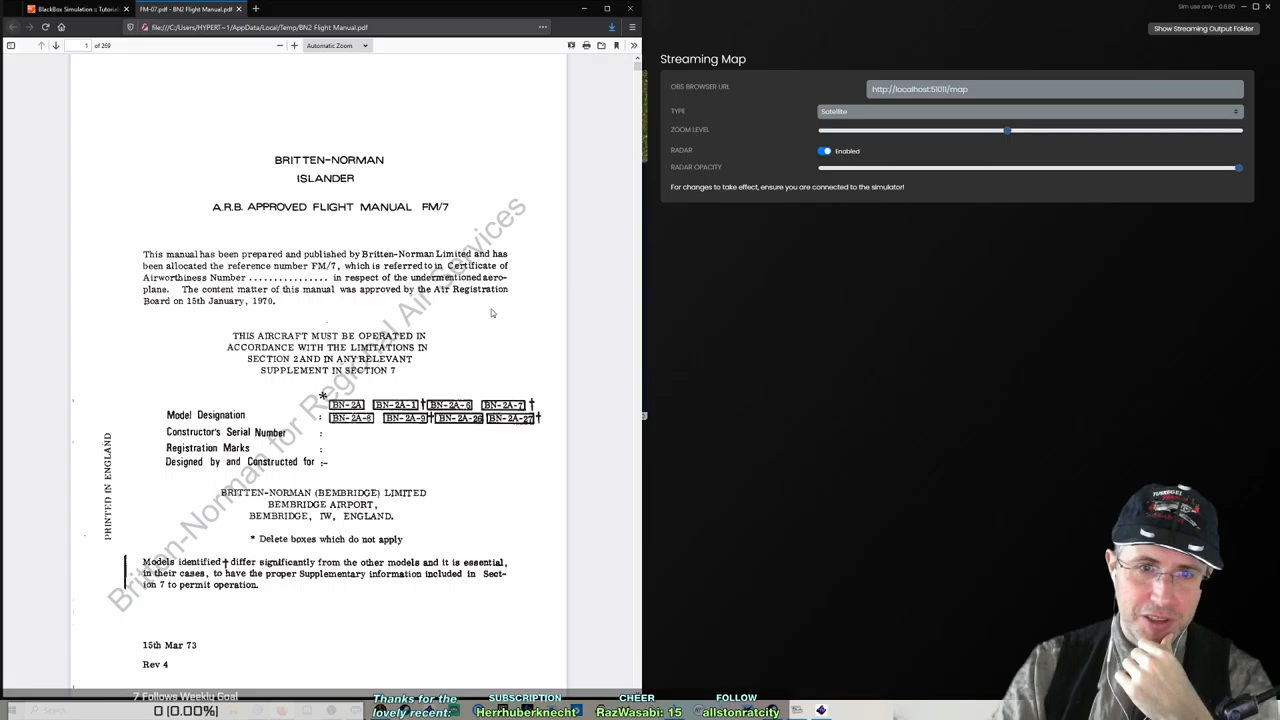 BlackBox Simulation :: Tutorial
FM-07.pdf - BN2 Flight Manual.pdf
Sim use only - 0.6.80
file:///C:/Users/HYPERT~1/AppData/Local/Temp/BN2 Flight Manual.pdf
Show Streaming Output Folder
1 of 269
Automatic Zoom
Streaming Map
OBS BROWSER URL
http://localhost:51011/map
TYPE
Satellite
ZOOM LEVEL
RADAR
Enabled
RADAR OPACITY
For changes to take effect, ensure you are connected to the simulator!
BRITTEN-NORMAN
ISLANDER
A.R.B. APPROVED FLIGHT MANUAL FM/7
This manual has been prepared and published by Britten-Norman Limited and has
been allocated the reference number FM/7, which is referred to in Certificate of
Airworthiness Number ................ in respect of the undermentioned aero-
plane. The content matter of this manual was approved by the Air Registration
Board on 15th January, 1970.
THIS AIRCRAFT MUST BE OPERATED IN
ACCORDANCE WITH THE LIMITATIONS IN
SECTION 2 AND IN ANY RELEVANT
SUPPLEMENT IN SECTION 7
*
BN-2A BN-2A-1 † BN-2A-6 BN-2A-7 †
Model Designation : BN-2A-8 BN-2A-9 † BN-2A-26 BN-2A-27 †
Constructor's Serial Number :
Registration Marks :
Designed by and Constructed for :-
BRITTEN-NORMAN (BEMBRIDGE) LIMITED
BEMBRIDGE AIRPORT,
BEMBRIDGE, IW, ENGLAND.
* Delete boxes which do not apply
Models identified † differ significantly from the other models and it is essential,
in their cases, to have the proper Supplementary information included in Sect-
ion 7 to permit operation.
15th Mar 73
Rev 4
PRINTED IN ENGLAND
Britten-Norman for Regional Air Services
7 Follows Weekly Goal
0 (0.00%)
Search
Thanks for the
lovely recent:
SUBSCRIPTION
Herrhuberknecht
CHEER
RazWasabi: 15
FOLLOW
allstonratcity
TUSKEGEE